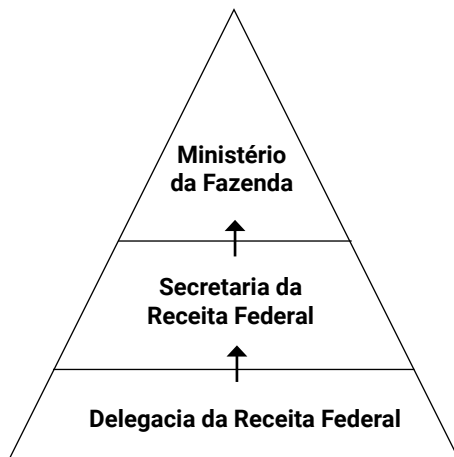 Ministério
da Fazenda
Secretaria da
Receita Federal
Delegacia da Receita Federal